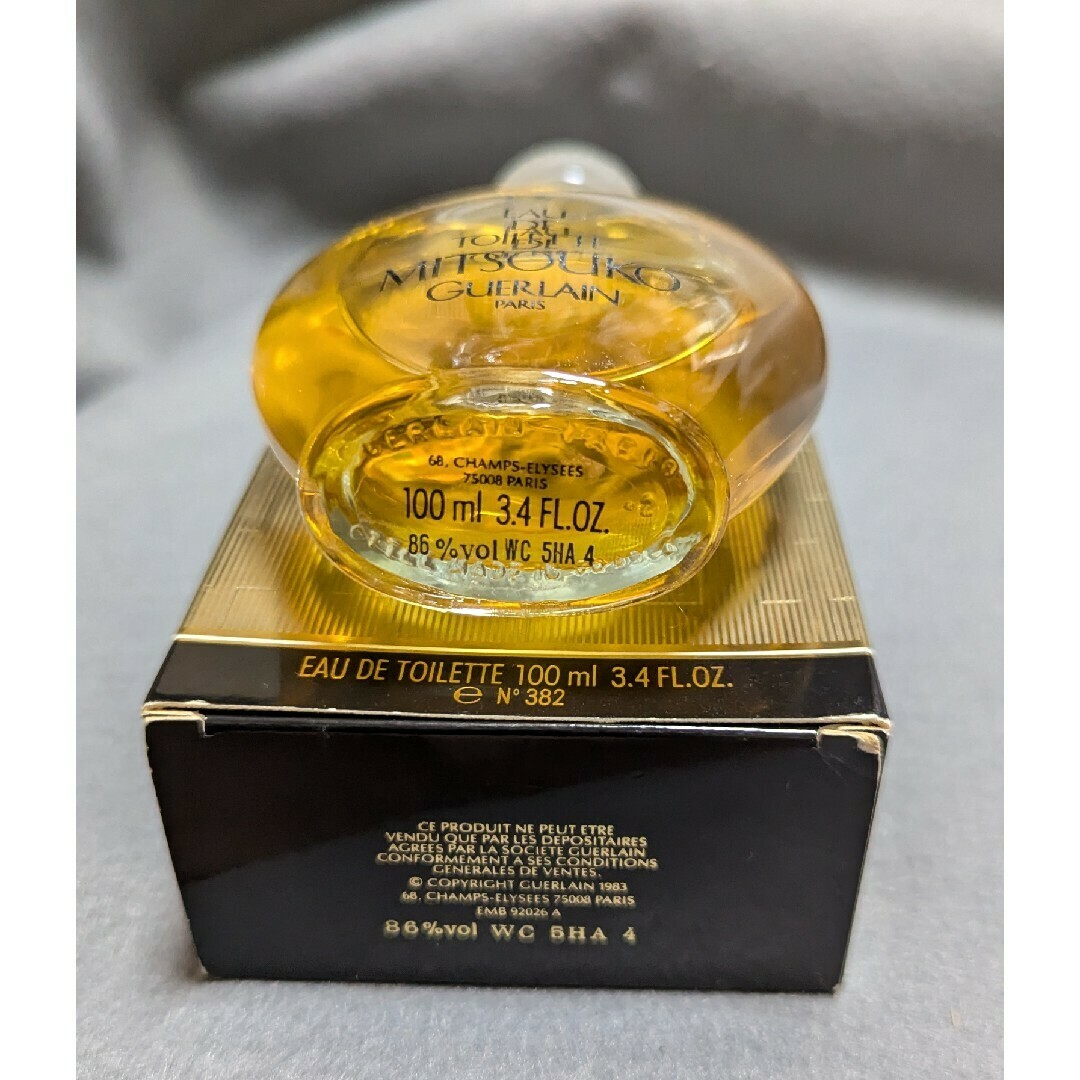 EAU
DE
TOILETTE
MITSOUKO
GUERLAIN
PARIS
GUERLAIN PARIS
68, CHAMPS-ELYSEES
75008 PARIS
100 ml 3.4 FL.OZ.
86 %vol WC 5HA 4
EAU DE TOILETTE 100 ml 3.4 FL.OZ.
e N° 382
CE PRODUIT NE PEUT ETRE
VENDU QUE PAR LES DEPOSITAIRES
AGREES PAR LA SOCIETE GUERLAIN
CONFORMEMENT A SES CONDITIONS
GENERALES DE VENTES.
© COPYRIGHT GUERLAIN 1983
68, CHAMPS-ELYSEES 75008 PARIS
EMB 92026 A
86%vol WC 5HA 4